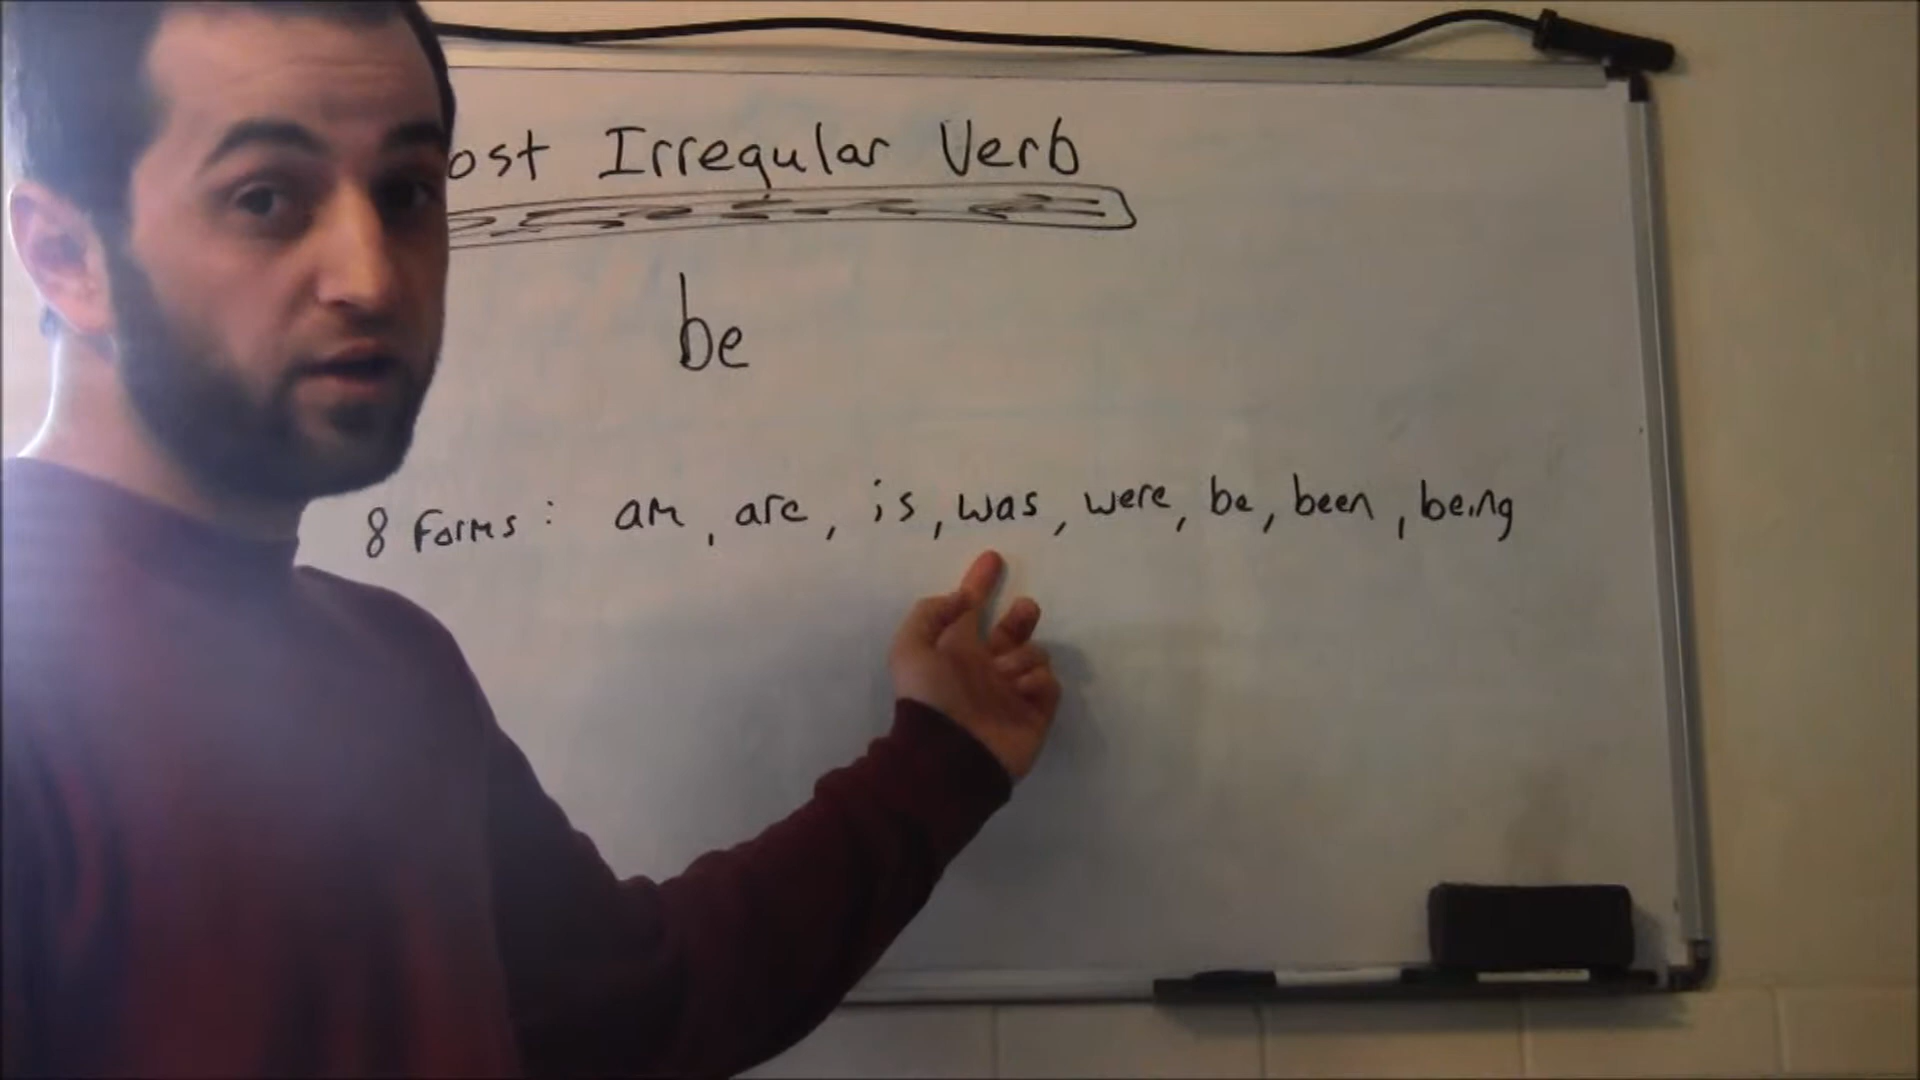 ost Irregular Verb
be
8 Forms: am, are, is, was, were, be, been, being